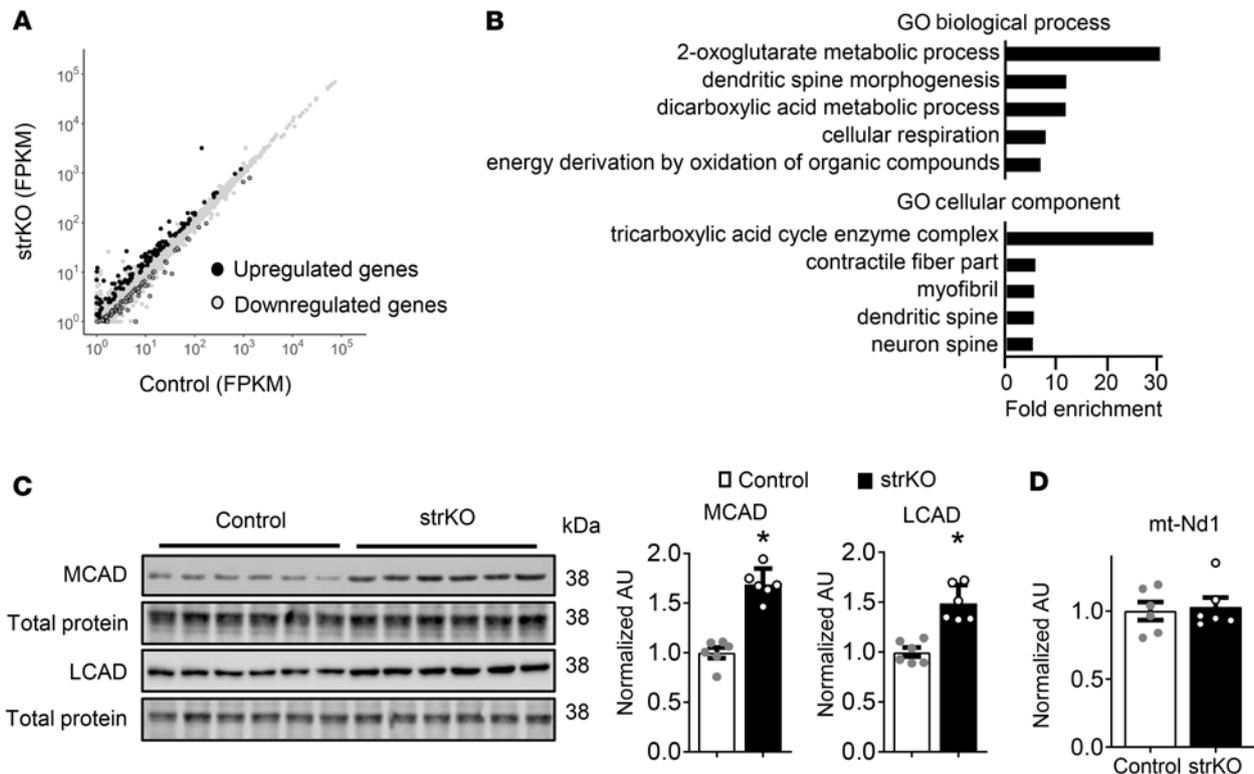 A
strKO (FPKM)
10⁵
10⁴
10³
10²
10¹
10⁰
Upregulated genes
Downregulated genes
10⁰ 10¹ 10² 10³ 10⁴ 10⁵
Control (FPKM)
B
GO biological process
2-oxoglutarate metabolic process
dendritic spine morphogenesis
dicarboxylic acid metabolic process
cellular respiration
energy derivation by oxidation of organic compounds
GO cellular component
tricarboxylic acid cycle enzyme complex
contractile fiber part
myofibril
dendritic spine
neuron spine
0 10 20 30
Fold enrichment
C
Control strKO kDa
MCAD 38
Total protein 38
LCAD 38
Total protein 38
Control strKO
MCAD
*
Normalized AU
2.0
1.5
1.0
0.5
0.0
LCAD
*
Normalized AU
2.0
1.5
1.0
0.5
0.0
D
mt-Nd1
Normalized AU
1.0
0.5
0.0
Control strKO